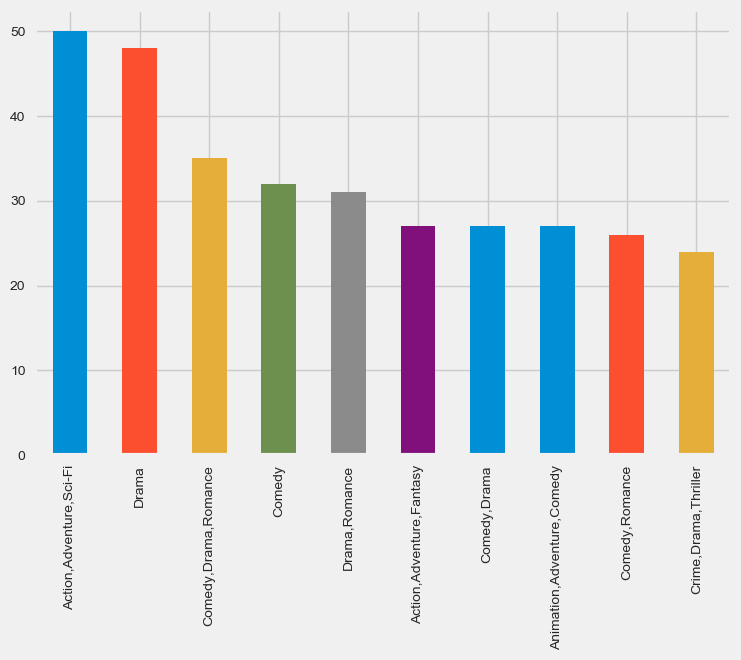 50
40
30
20
10
0
Action,Adventure,Sci-Fi
Drama
Comedy,Drama,Romance
Comedy
Drama,Romance
Action,Adventure,Fantasy
Comedy,Drama
Animation,Adventure,Comedy
Comedy,Romance
Crime,Drama,Thriller